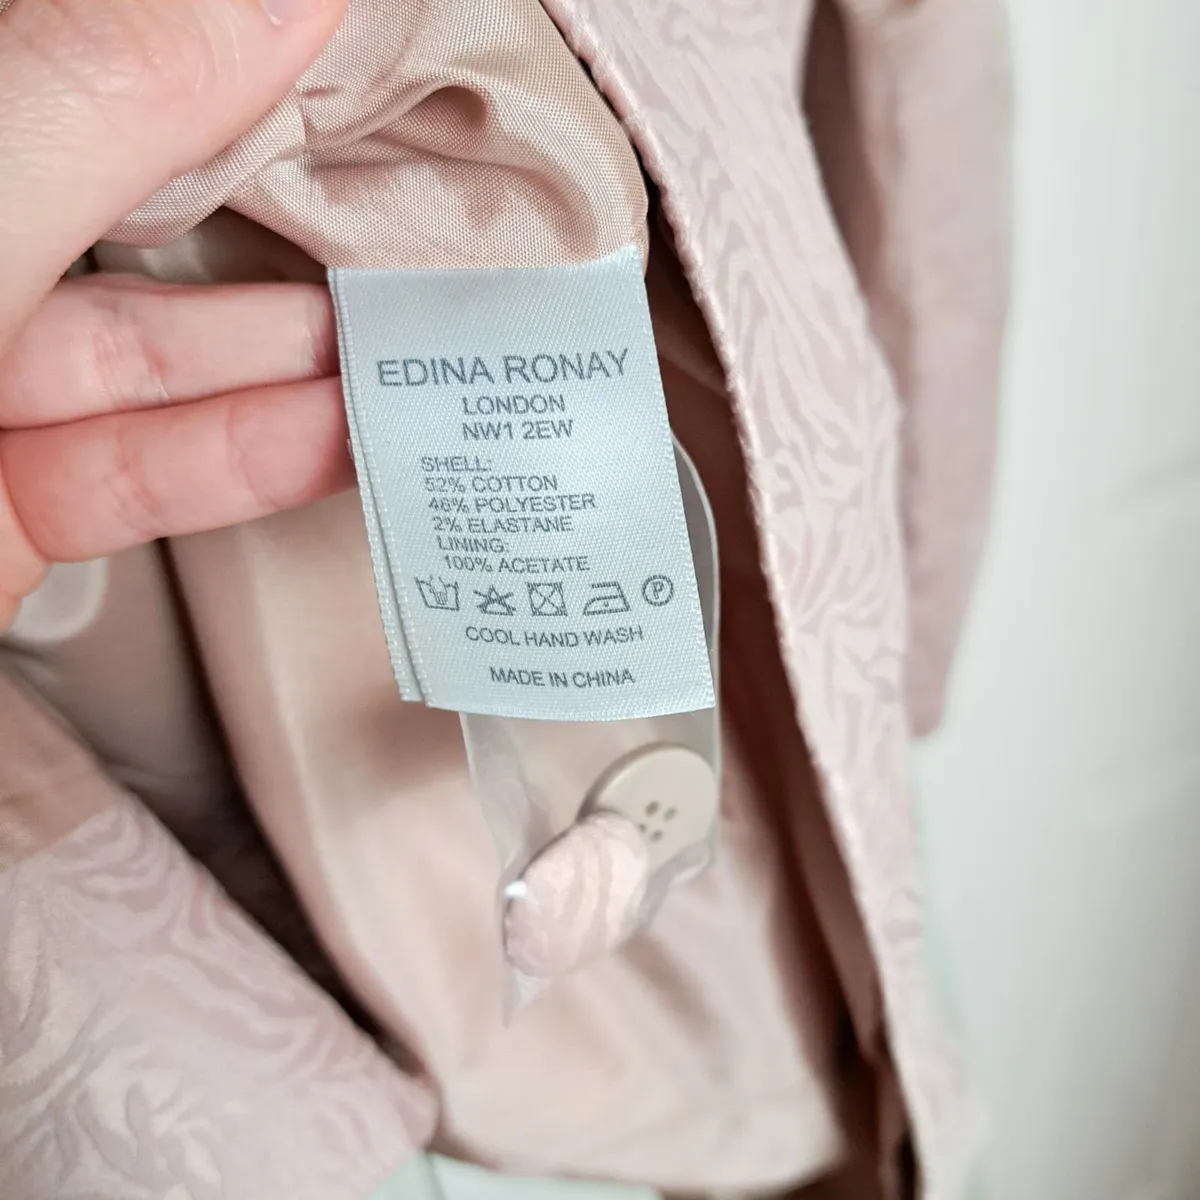 EDINA RONAY
LONDON
NW1 2EW
SHELL:
52% COTTON
46% POLYESTER
2% ELASTANE
LINING:
100% ACETATE
P
COOL HAND WASH
MADE IN CHINA